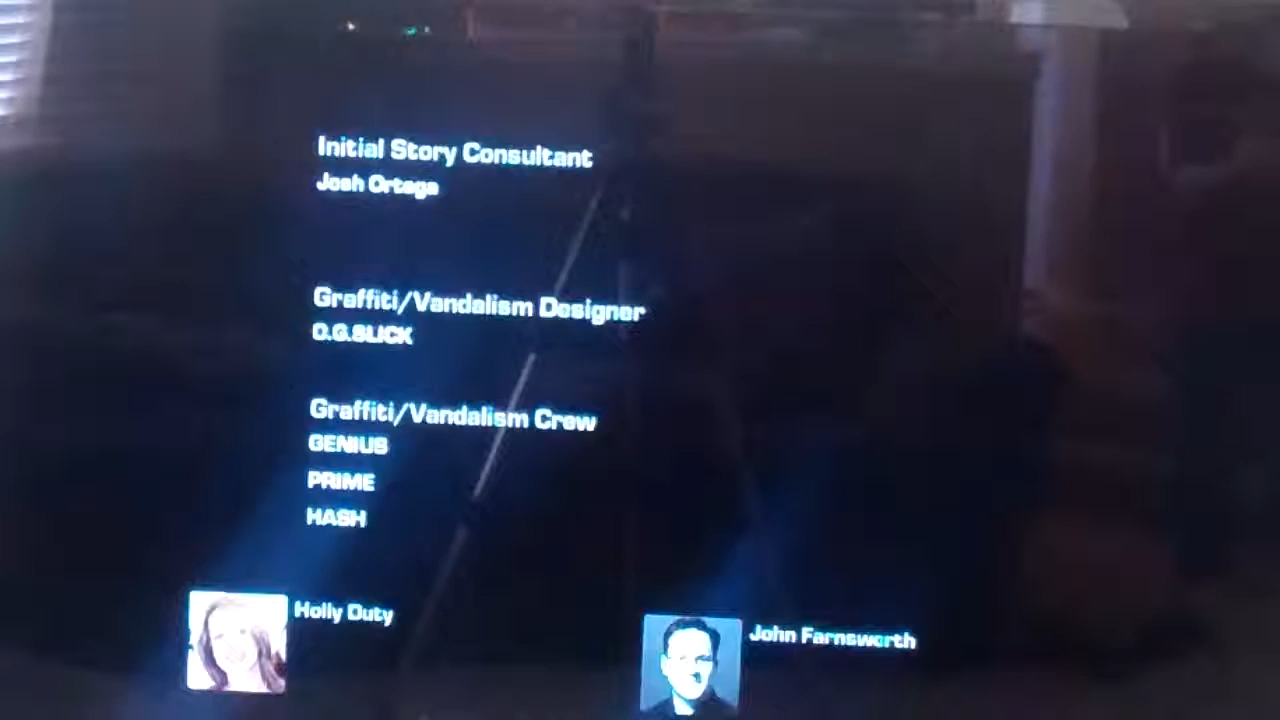 Initial Story Consultant
Josh Ortega
Graffiti/Vandalism Designer
O.G.SLICK
Graffiti/Vandalism Crew
GENIUS
PRIME
HASH
Holly Duty
John Farnsworth